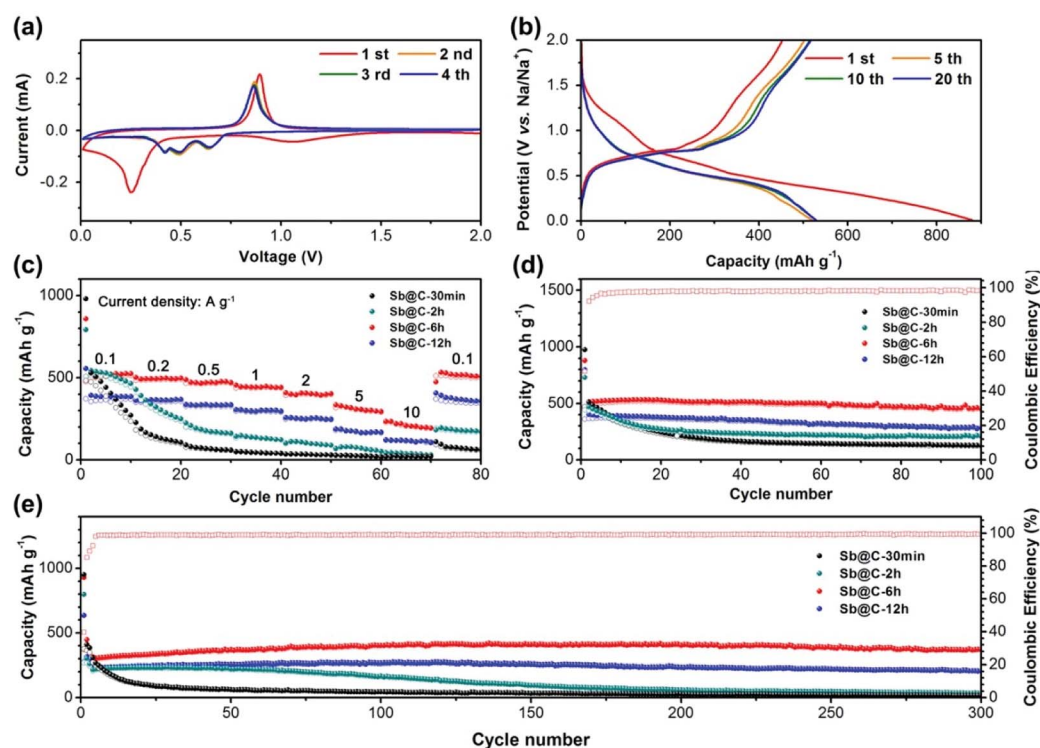 (a)
1 st 2 nd
3 rd 4 th
0.2
0.0
-0.2
Current (mA)
0.0 0.5 1.0 1.5 2.0
Voltage (V)
(b)
1 st 5 th
10 th 20 th
2.0
1.5
1.0
0.5
0.0
Potential (V vs. Na/Na⁺)
0 200 400 600 800
Capacity (mAh g⁻¹)
(c)
Current density: A g⁻¹
Sb@C-30min
Sb@C-2h
Sb@C-6h
Sb@C-12h
0.1 0.2 0.5 1 2 5 10 0.1
1000
500
0
Capacity (mAh g⁻¹)
0 20 40 60 80
Cycle number
(d)
Sb@C-30min
Sb@C-2h
Sb@C-6h
Sb@C-12h
1500
1000
500
0
Capacity (mAh g⁻¹)
100
80
60
40
20
0
Coulombic Efficiency (%)
0 20 40 60 80 100
Cycle number
(e)
Sb@C-30min
Sb@C-2h
Sb@C-6h
Sb@C-12h
1000
500
0
Capacity (mAh g⁻¹)
100
80
60
40
20
0
Coulombic Efficiency (%)
0 50 100 150 200 250 300
Cycle number